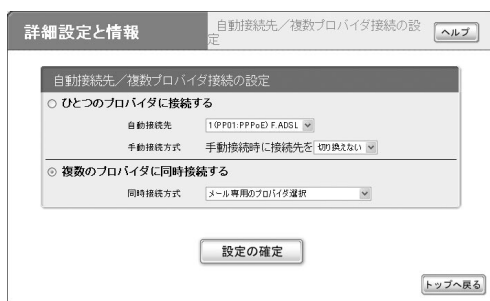 詳細設定と情報
自動接続先／複数プロバイダ接続の設
定
ヘルプ
自動接続先／複数プロバイダ接続の設定
ひとつのプロバイダに接続する
自動接続先 1(PP01:PPPoE) F.ADSL
手動接続方式 手動接続時に接続先を 切り換えない
複数のプロバイダに同時接続する
同時接続方式 メール専用のプロバイダ選択
設定の確定
トップへ戻る